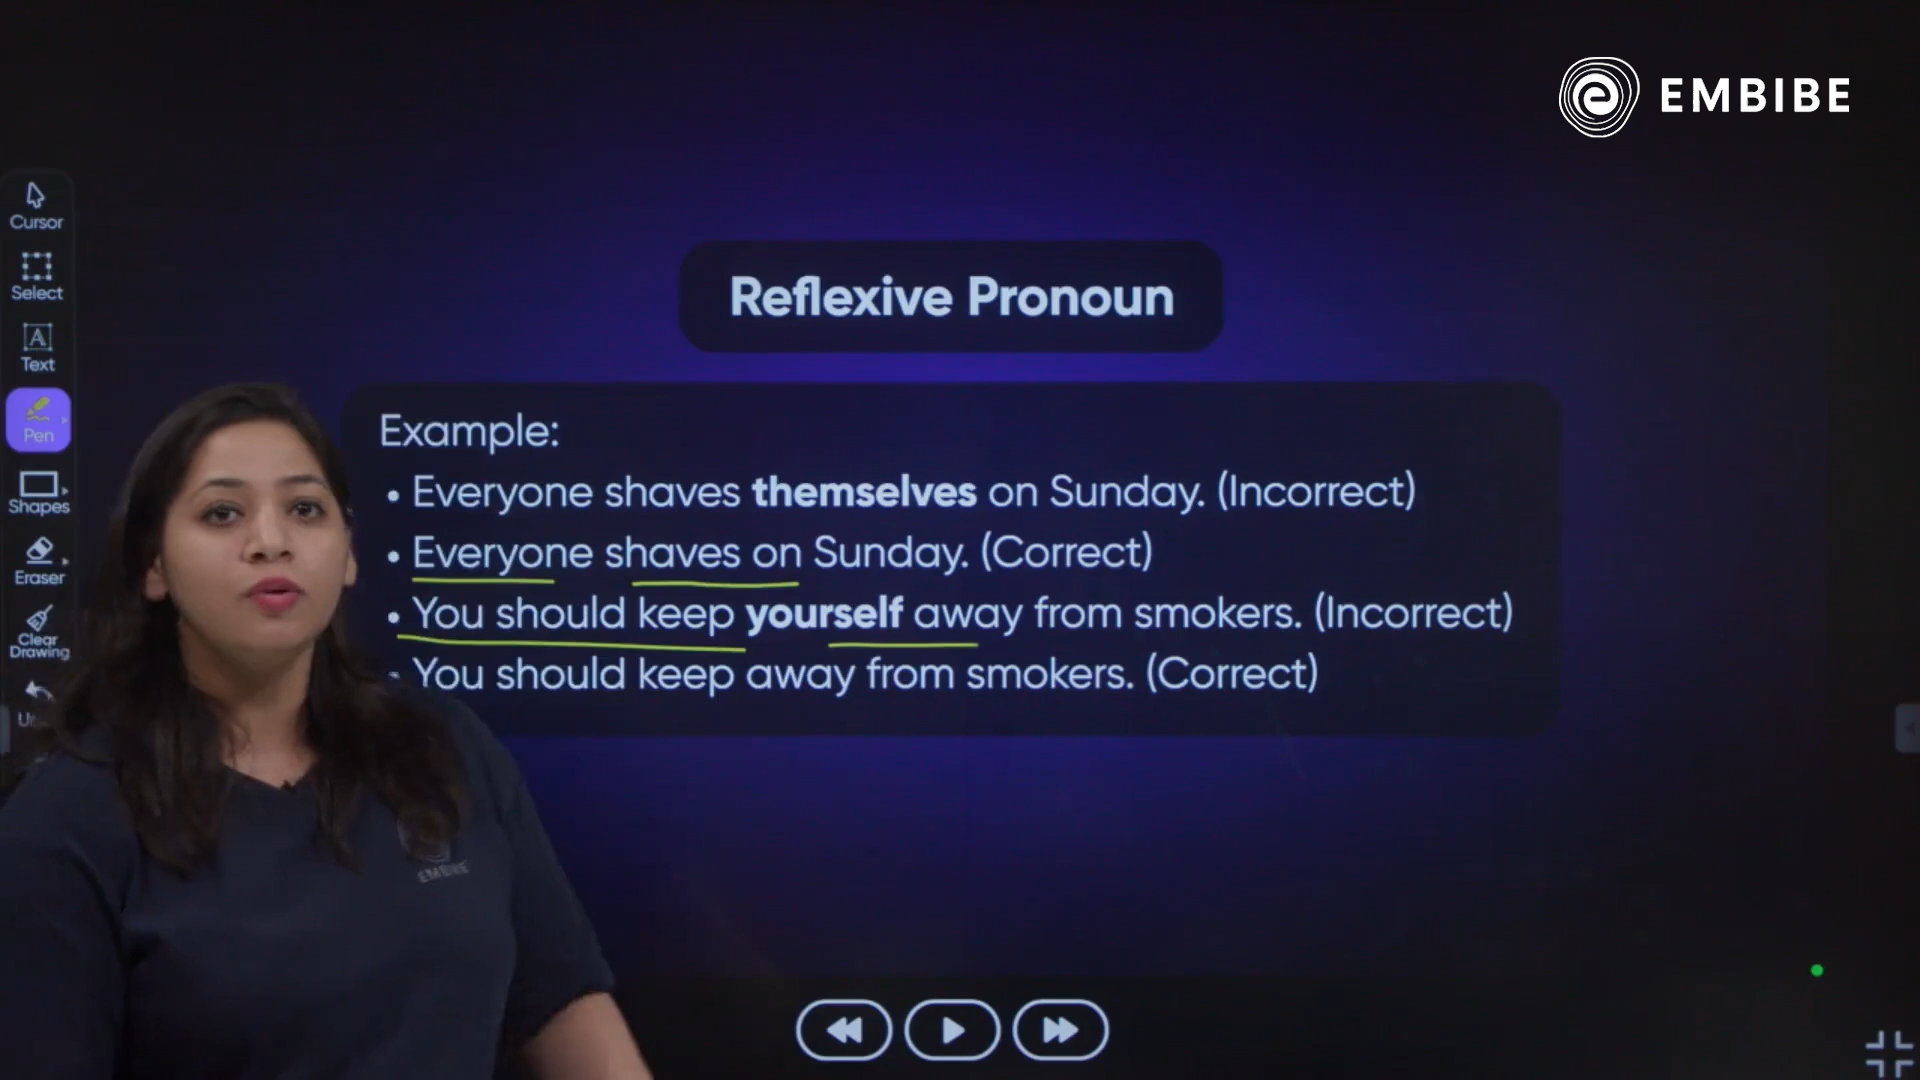 EMBIBE
Cursor
Select
Text
Pen
Shapes
Eraser
Clear
Drawing
Reflexive Pronoun
Example:
• Everyone shaves themselves on Sunday. (Incorrect)
• Everyone shaves on Sunday. (Correct)
• You should keep yourself away from smokers. (Incorrect)
You should keep away from smokers. (Correct)
EMBIBE